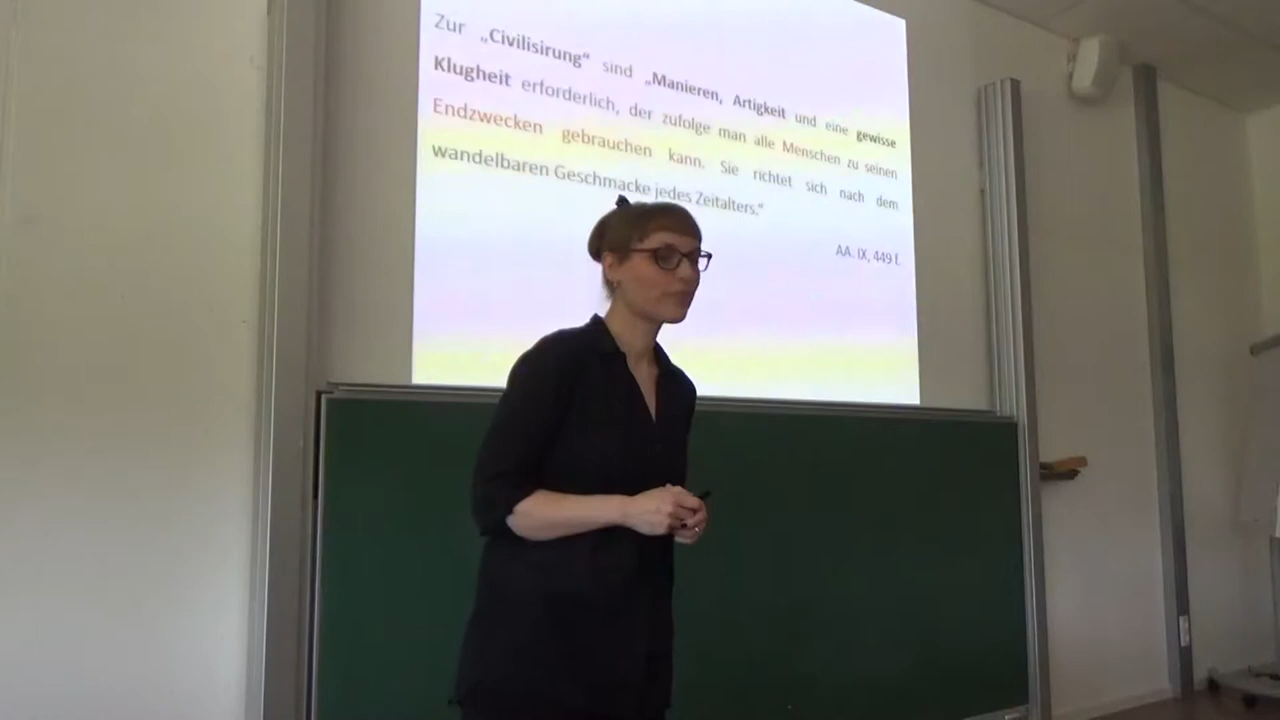 Zur „Civilisirung“ sind „Manieren, Artigkeit und eine gewisse
Klugheit erforderlich, der zufolge man alle Menschen zu seinen
Endzwecken gebrauchen kann. Sie richtet sich nach dem
wandelbaren Geschmacke jedes Zeitalters.“
AA. IX, 449 f.